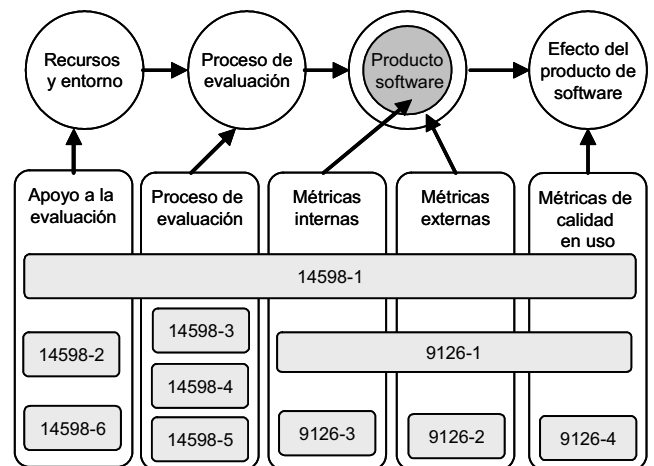 Recursos
y entorno
Proceso de
evaluación
Producto
software
Efecto del
producto de
software
Apoyo a la
evaluación
Proceso de
evaluación
Métricas
internas
Métricas
externas
Métricas de
calidad
en uso
14598-1
14598-2
14598-3
9126-1
14598-4
14598-6
14598-5
9126-3
9126-2
9126-4